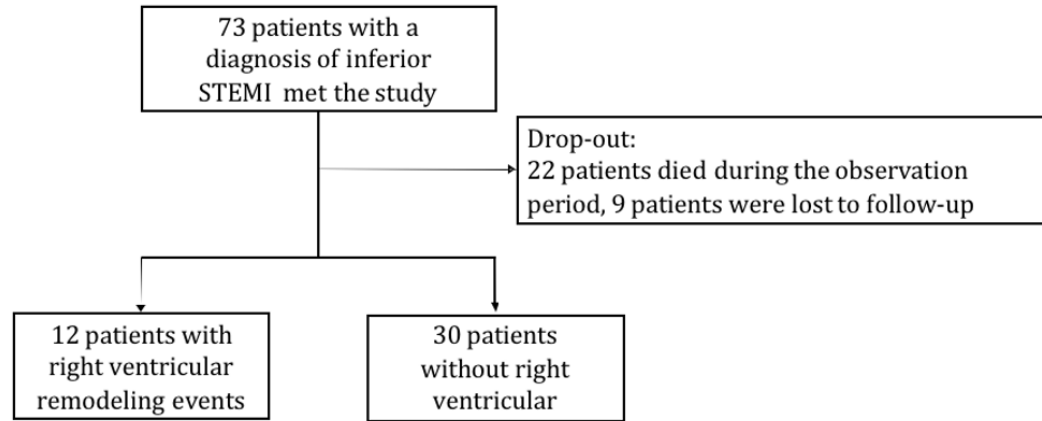 73 patients with a
diagnosis of inferior
STEMI met the study
Drop-out:
22 patients died during the observation
period, 9 patients were lost to follow-up
12 patients with
right ventricular
remodeling events
30 patients
without right
ventricular